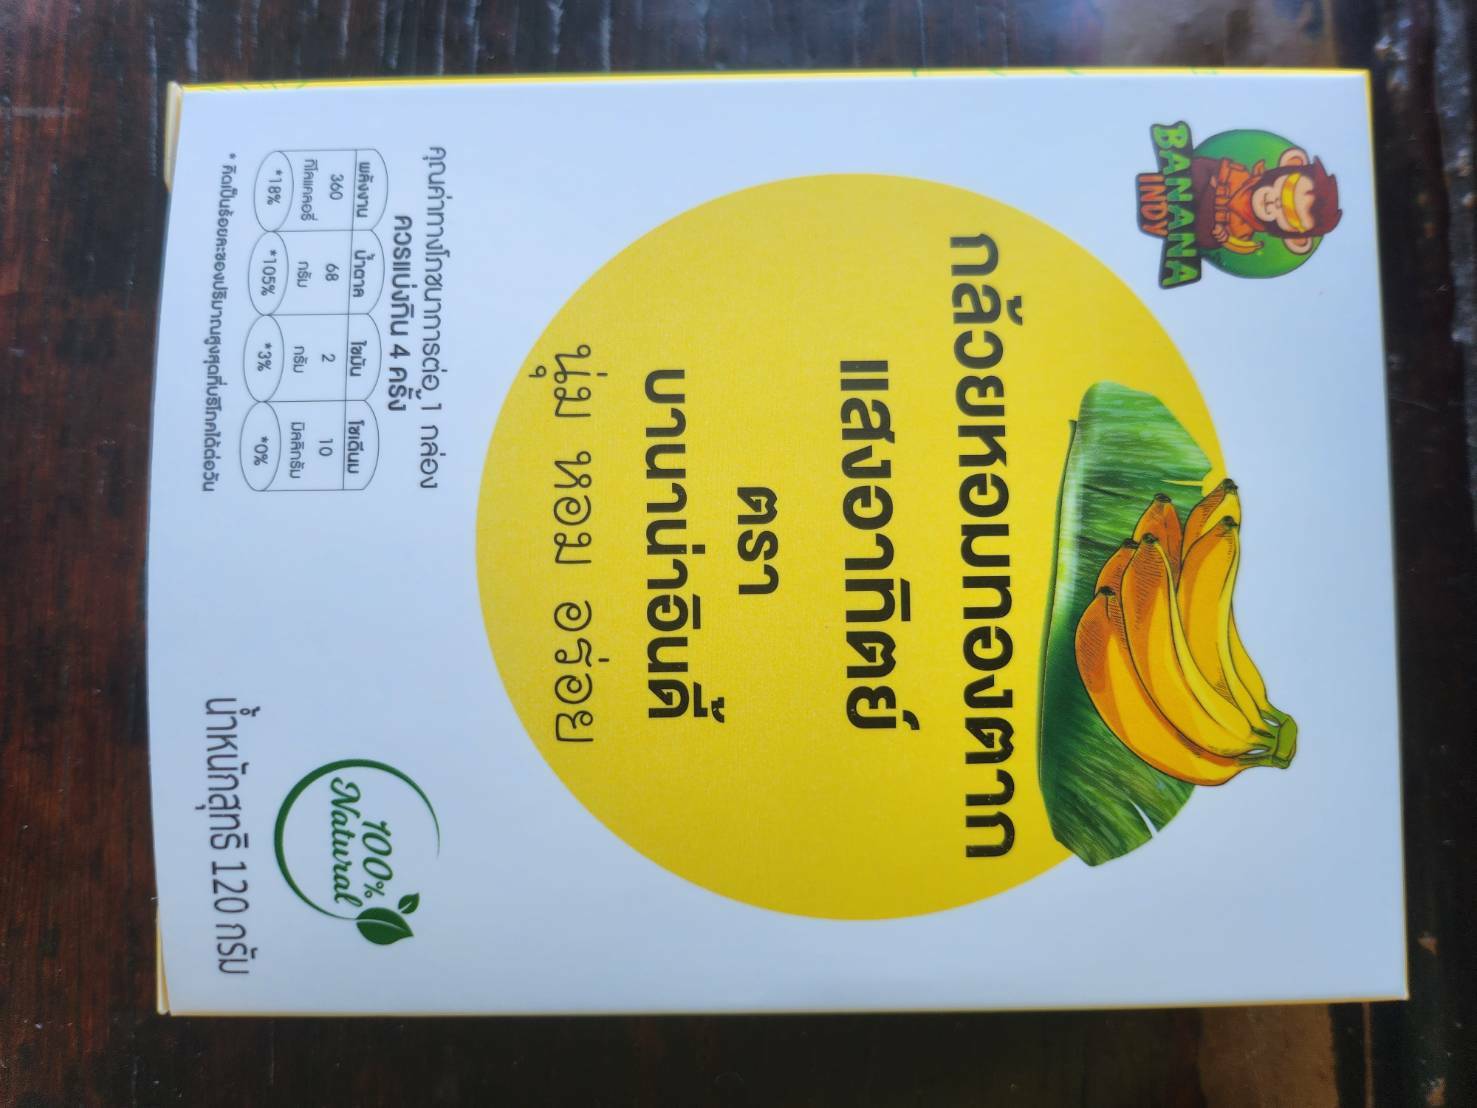 BANANA
INDY
กล้วยหอมทองตาก
แสงอาทิตย์
ตรา
บานาน่าอินดี้
นุ่ม หอม อร่อย
คุณค่าทางโภชนาการต่อ 1 กล่อง
ควรแบ่งกิน 4 ครั้ง
พลังงาน น้ำตาล ไขมัน โซเดียม
360 68 2 10
กิโลแคลอรี่ กรัม กรัม มิลลิกรัม
*18% *105% *3% *0%
* คิดเป็นร้อยละของปริมาณสูงสุดที่บริโภคได้ต่อวัน
100%
Natural
น้ำหนักสุทธิ 120 กรัม